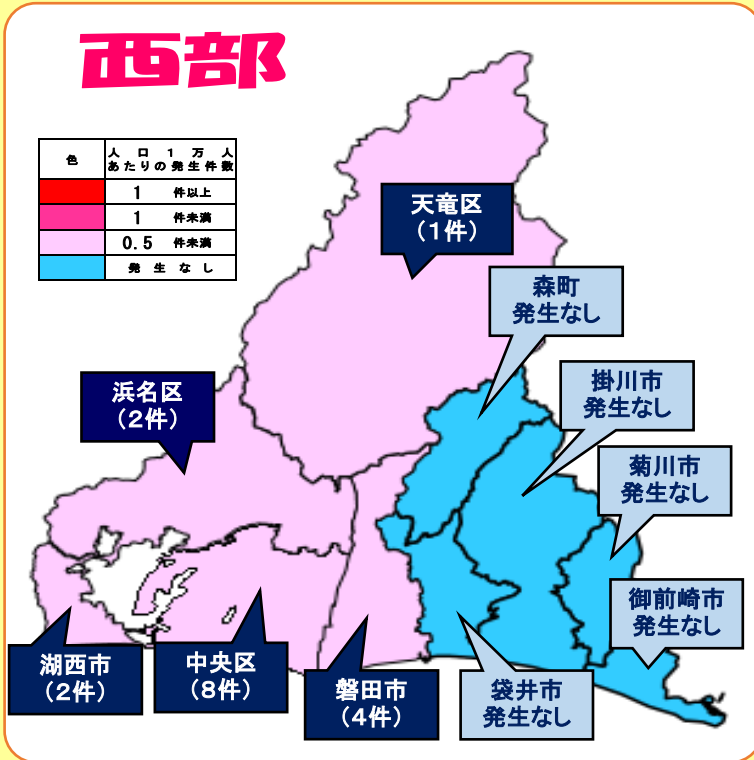 西部
色
人口1万人
あたりの発生件数
1 件以上
1 件未満
0.5 件未満
発生なし
天竜区
（1件）
森町
発生なし
浜名区
（2件）
掛川市
発生なし
菊川市
発生なし
御前崎市
発生なし
湖西市
（2件）
中央区
（8件）
磐田市
（4件）
袋井市
発生なし